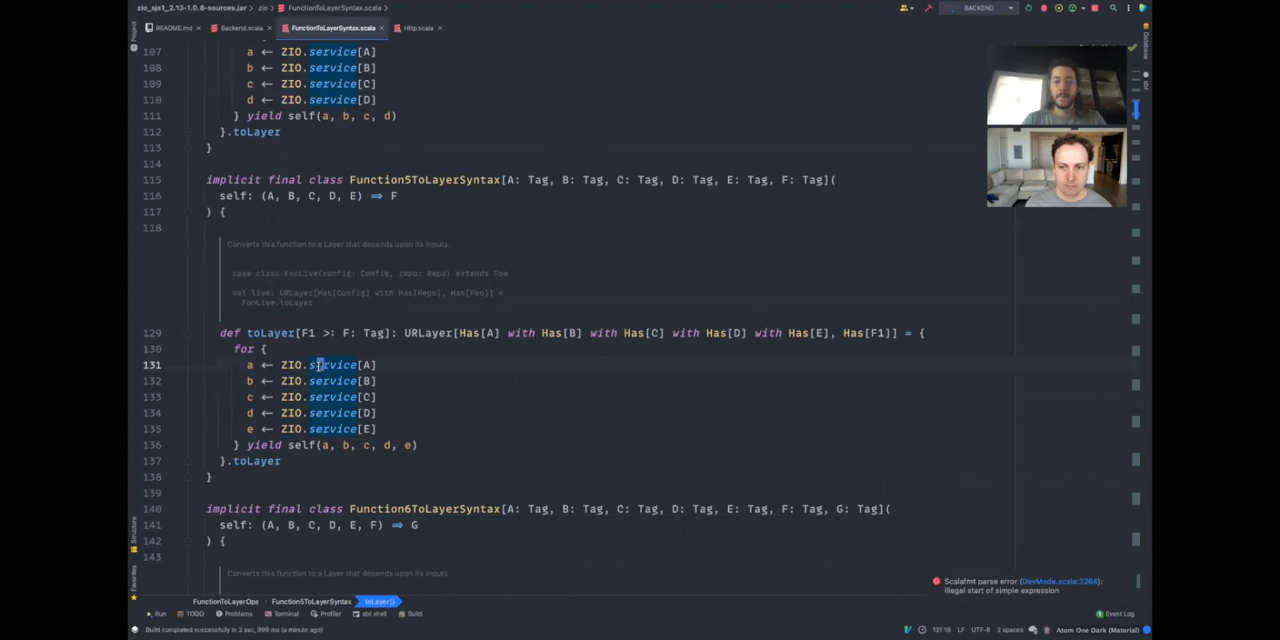 zio_sjs1_2.13-1.0.8-sources.jar › zio › FunctionToLayerSyntax.scala
BACKEND
README.md × Backend.scala × FunctionToLayerSyntax.scala × Http.scala ×
Project
Database
sbt
107 a ← ZIO.service[A]
108 b ← ZIO.service[B]
109 c ← ZIO.service[C]
110 d ← ZIO.service[D]
111 } yield self(a, b, c, d)
112 }.toLayer
113 }
114
115 implicit final class Function5ToLayerSyntax[A: Tag, B: Tag, C: Tag, D: Tag, E: Tag, F: Tag](
116 self: (A, B, C, D, E) ⇒ F
117 ) {
118
Converts this function to a Layer that depends upon its inputs.
case class FooLive(config: Config, repo: Repo) extends Foo
val live: URLayer[Has[Config] with Has[Repo], Has[Foo]] =
FooLive.toLayer
129 def toLayer[F1 >: F: Tag]: URLayer[Has[A] with Has[B] with Has[C] with Has[D] with Has[E], Has[F1]] = {
130 for {
131 a ← ZIO.service[A]
132 b ← ZIO.service[B]
133 c ← ZIO.service[C]
134 d ← ZIO.service[D]
135 e ← ZIO.service[E]
136 } yield self(a, b, c, d, e)
137 }.toLayer
138 }
139
140 implicit final class Function6ToLayerSyntax[A: Tag, B: Tag, C: Tag, D: Tag, E: Tag, F: Tag, G: Tag](
141 self: (A, B, C, D, E, F) ⇒ G
142 ) {
143
Converts this function to a Layer that depends upon its inputs.
Structure
Favorites
Scalafmt parse error (DevMode.scala:3264):
illegal start of simple expression
FunctionToLayerOps › Function5ToLayerSyntax › toLayer()
Run TODO Problems Terminal Profiler sbt shell Build Event Log
Build completed successfully in 2 sec, 999 ms (a minute ago) LF UTF-8 2 spaces Atom One Dark (Material)